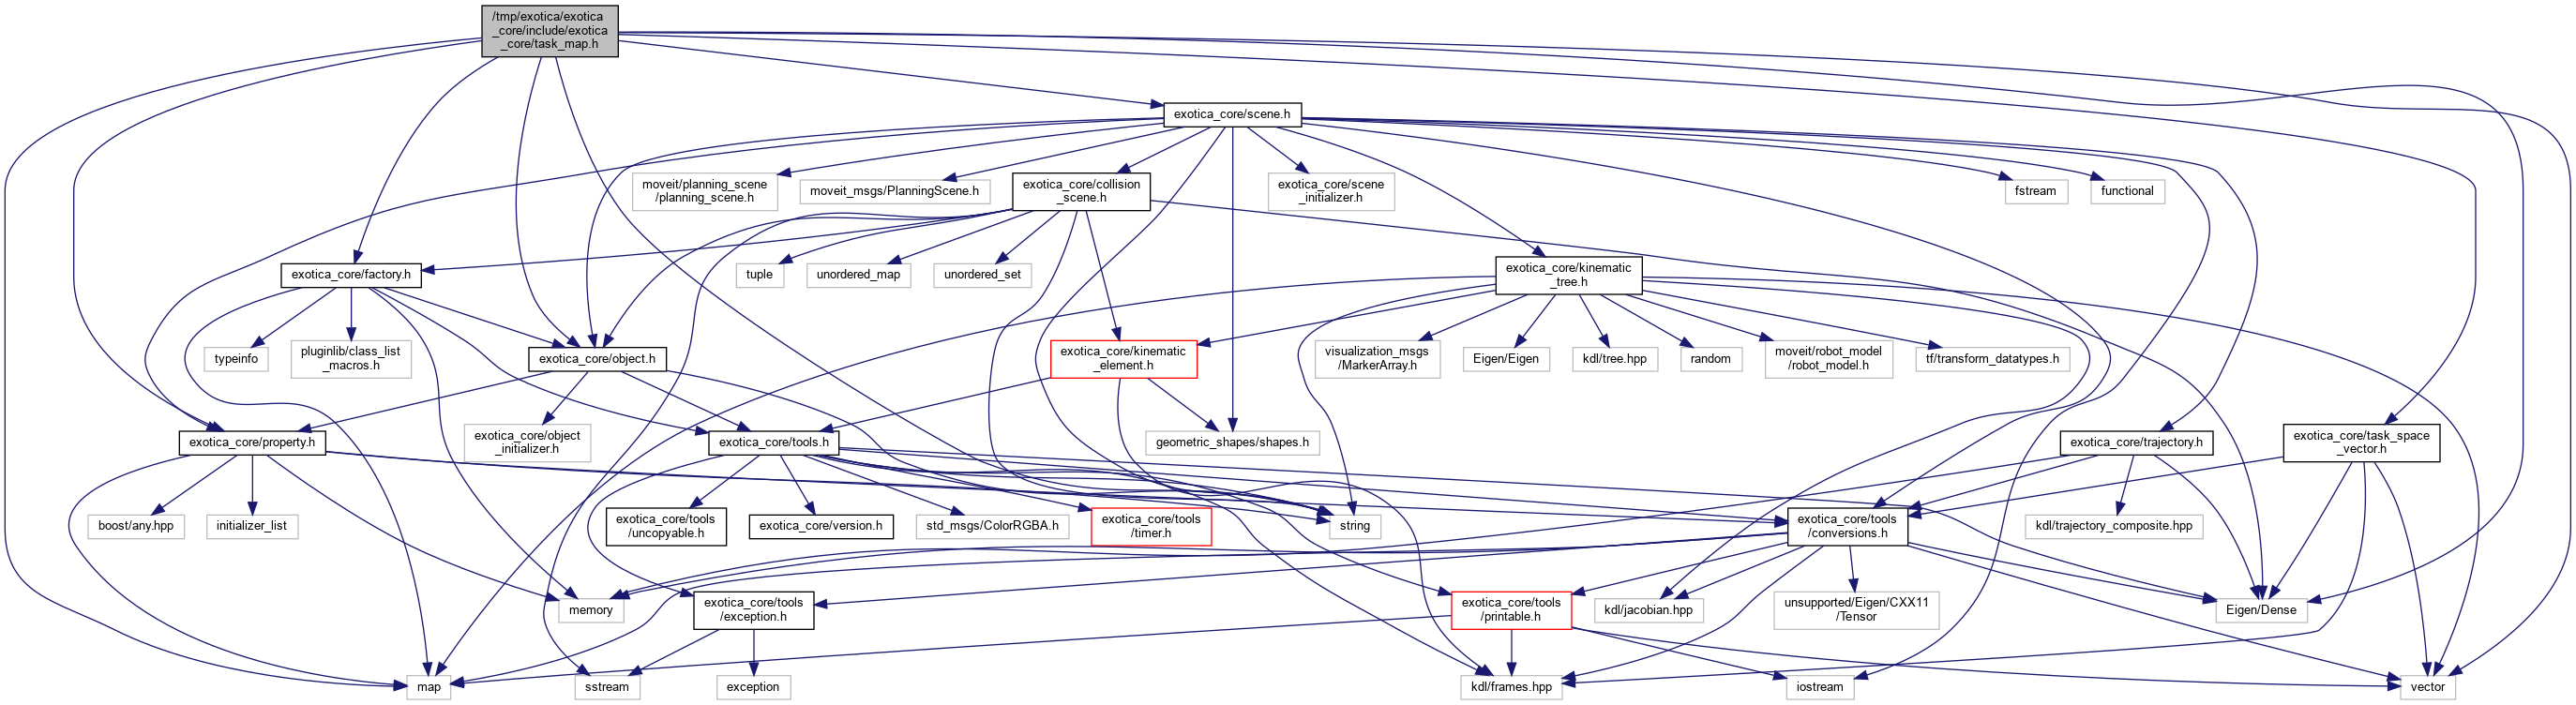 /tmp/exotica/exotica
_core/include/exotica
_core/task_map.h
exotica_core/scene.h
moveit/planning_scene
/planning_scene.h
moveit_msgs/PlanningScene.h
exotica_core/collision
_scene.h
exotica_core/scene
_initializer.h
fstream
functional
exotica_core/factory.h
tuple
unordered_map
unordered_set
exotica_core/kinematic
_tree.h
typeinfo
pluginlib/class_list
_macros.h
exotica_core/object.h
exotica_core/kinematic
_element.h
visualization_msgs
/MarkerArray.h
Eigen/Eigen
kdl/tree.hpp
random
moveit/robot_model
/robot_model.h
tf/transform_datatypes.h
exotica_core/property.h
exotica_core/object
_initializer.h
exotica_core/tools.h
geometric_shapes/shapes.h
exotica_core/trajectory.h
exotica_core/task_space
_vector.h
boost/any.hpp
initializer_list
exotica_core/tools
/uncopyable.h
exotica_core/version.h
std_msgs/ColorRGBA.h
exotica_core/tools
/timer.h
string
exotica_core/tools
/conversions.h
kdl/trajectory_composite.hpp
memory
exotica_core/tools
/exception.h
exotica_core/tools
/printable.h
kdl/jacobian.hpp
unsupported/Eigen/CXX11
/Tensor
Eigen/Dense
map
sstream
exception
kdl/frames.hpp
iostream
vector